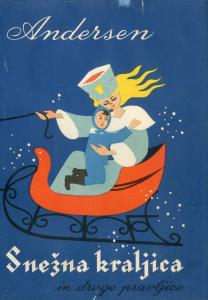 Andersen
Snežna kraljica
in druge pravljice